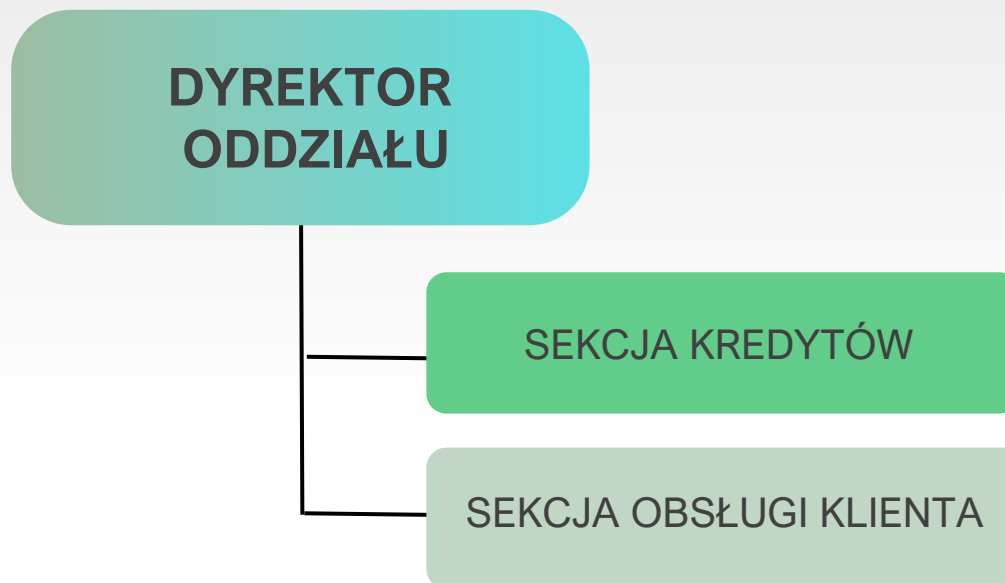 DYREKTOR
ODDZIAŁU
SEKCJA KREDYTÓW
SEKCJA OBSŁUGI KLIENTA